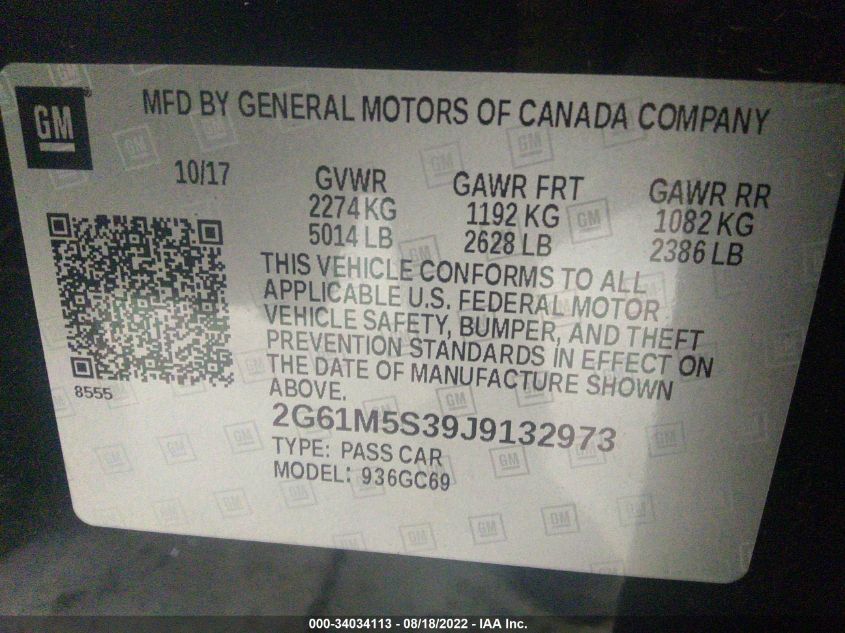 GM
MFD BY GENERAL MOTORS OF CANADA COMPANY
10/17
GVWR
2274 KG
5014 LB
GAWR FRT
1192 KG
2628 LB
GAWR RR
1082 KG
2386 LB
THIS VEHICLE CONFORMS TO ALL
APPLICABLE U.S. FEDERAL MOTOR
VEHICLE SAFETY, BUMPER, AND THEFT
PREVENTION STANDARDS IN EFFECT ON
THE DATE OF MANUFACTURE SHOWN
ABOVE.
8555
2G61M5S39J9132973
TYPE: PASS CAR
MODEL: 936GC69
000-34034113 - 08/18/2022 - IAA Inc.